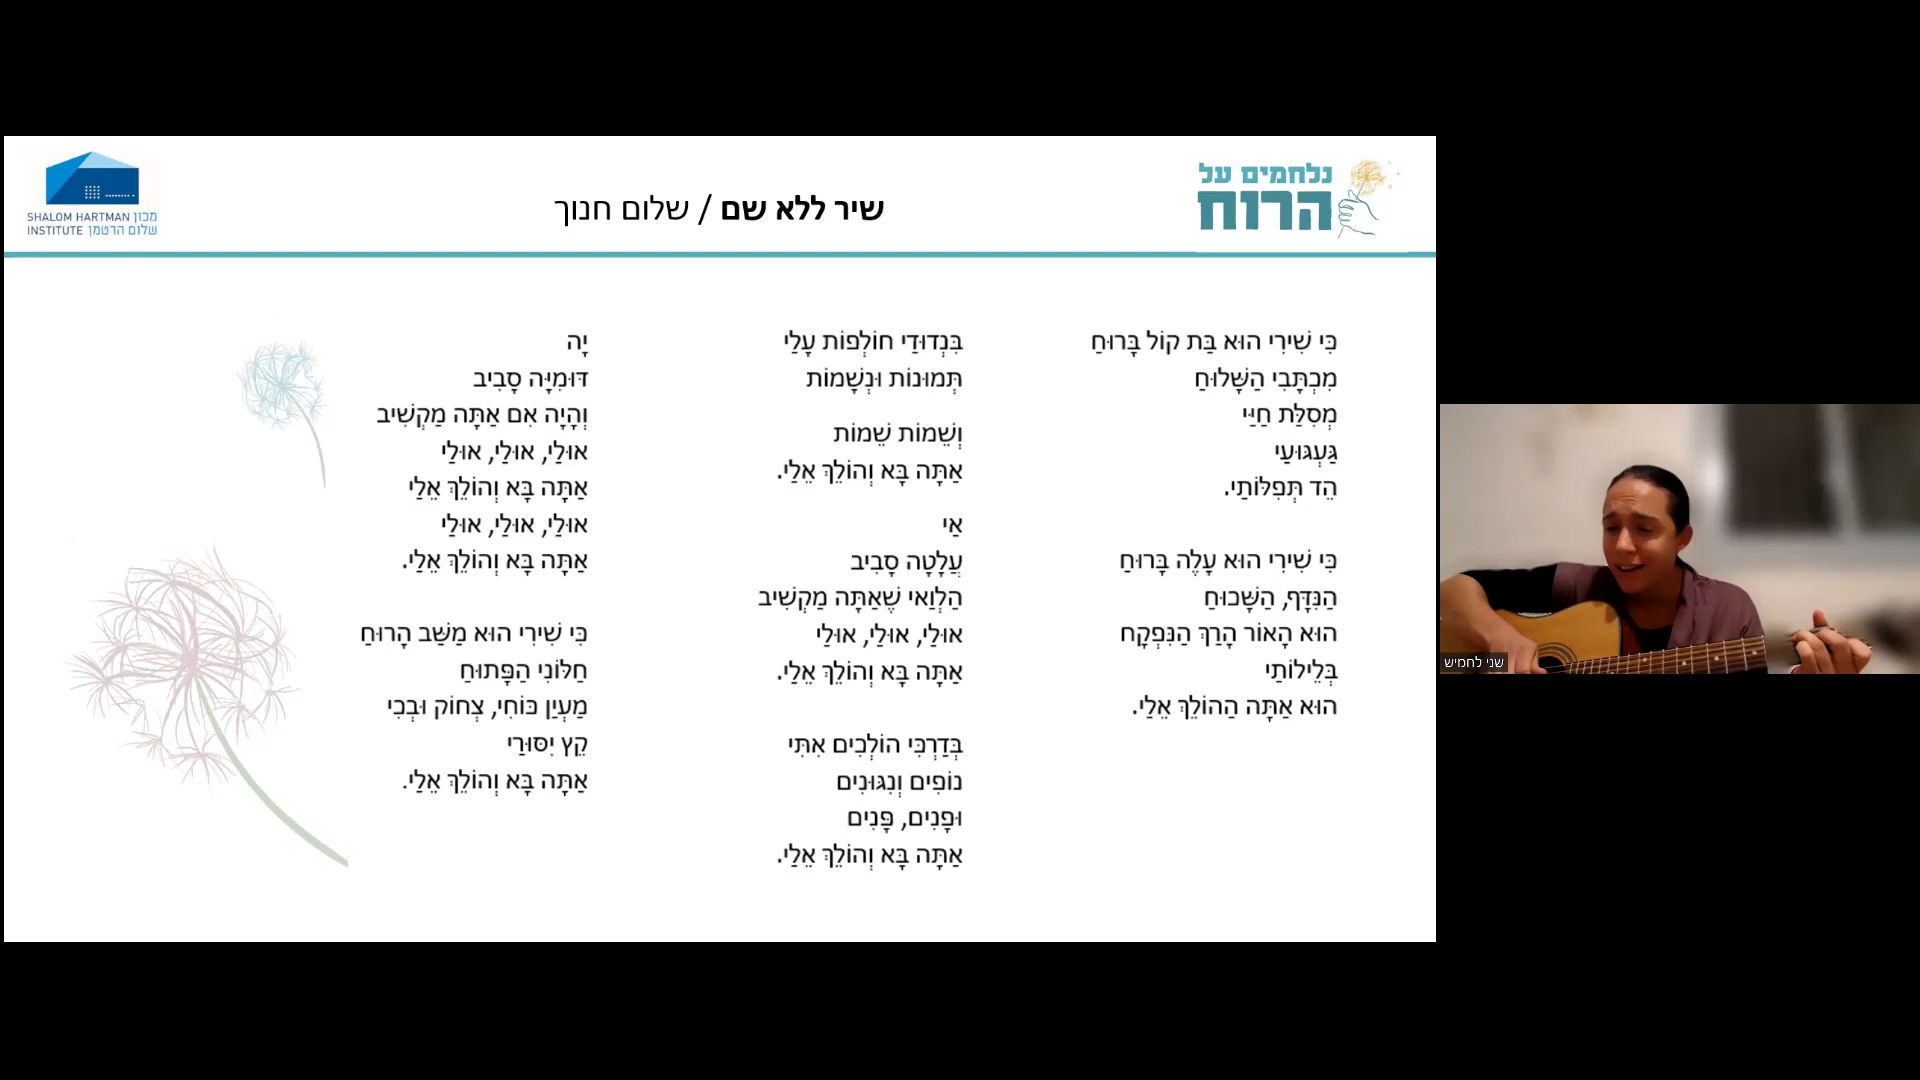 SHALOM HARTMAN מכון
INSTITUTE שלום הרטמן
שיר ללא שם / שלום חנוך
נלחמים על
הרוח
כִּי שִׁירִי הוּא בַּת קוֹל בָּרוּחַ
מִכְתָּבִי הַשָּׁלוּחַ
מְסִלַּת חַיַּי
גַּעְגּוּעַי
הֵד תְּפִלּוֹתַי.
כִּי שִׁירִי הוּא עָלֶה בָּרוּחַ
הַנִּדָּף, הַשָּׁכוּחַ
הוּא הָאוֹר הָרַךְ הַנִּפְקָח
בְּלֵילוֹתַי
הוּא אַתָּה הַהוֹלֵךְ אֵלַי.
בִּנְדוּדַי חוֹלְפוֹת עָלַי
תְּמוּנוֹת וּנְשָׁמוֹת
וְשֵׁמוֹת שֵׁמוֹת
אַתָּה בָּא וְהוֹלֵךְ אֵלַי.
אַי
עֲלָטָה סָבִיב
הַלְוַאי שֶׁאַתָּה מַקְשִׁיב
אוּלַי, אוּלַי, אוּלַי
אַתָּה בָּא וְהוֹלֵךְ אֵלַי.
בְּדַרְכִּי הוֹלְכִים אִתִּי
נוֹפִים וְנִגּוּנִים
וּפָנִים, פָּנִים
אַתָּה בָּא וְהוֹלֵךְ אֵלַי.
יָהּ
דּוּמִיָּה סָבִיב
וְהָיָה אִם אַתָּה מַקְשִׁיב
אוּלַי, אוּלַי, אוּלַי
אַתָּה בָּא וְהוֹלֵךְ אֵלַי
אוּלַי, אוּלַי, אוּלַי
אַתָּה בָּא וְהוֹלֵךְ אֵלַי.
כִּי שִׁירִי הוּא מַשַּׁב הָרוּחַ
חַלּוֹנִי הַפָּתוּחַ
מַעְיַן כּוֹחִי, צְחוֹק וּבְכִי
קֵץ יִסּוּרַי
אַתָּה בָּא וְהוֹלֵךְ אֵלַי.
שני לחמיש